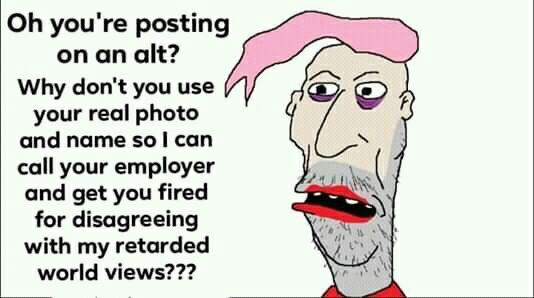 Oh you're posting
on an alt?
Why don't you use
your real photo
and name so I can
call your employer
and get you fired
for disagreeing
with my retarded
world views???